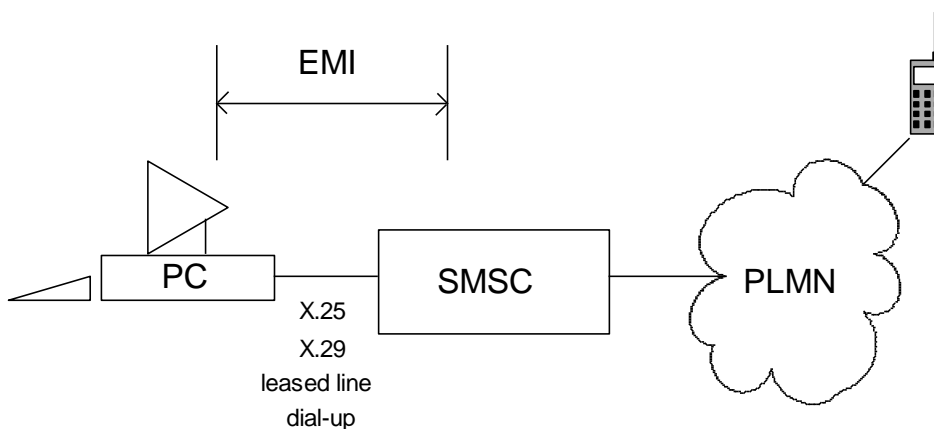 EMI
PC
SMSC
PLMN
X.25
X.29
leased line
dial-up